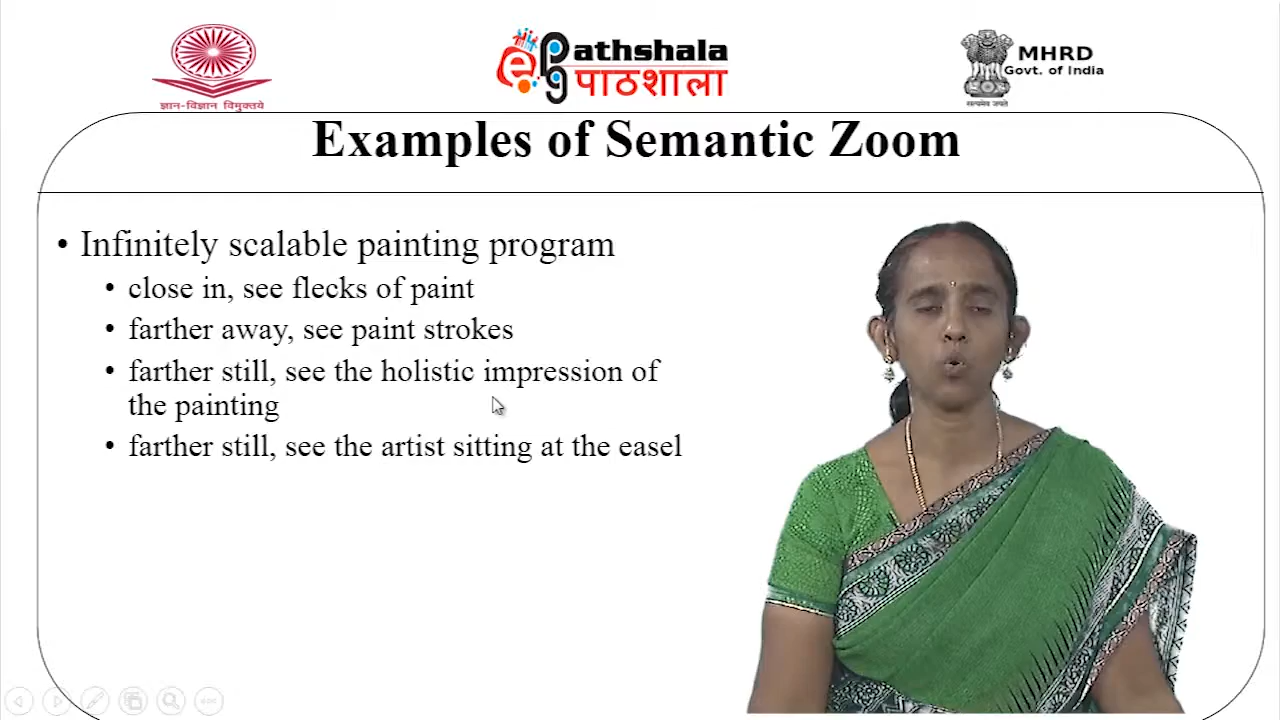 ज्ञान-विज्ञान विमुक्तये
ePG Pathshala
पाठशाला
सत्यमेव जयते
MHRD
Govt. of India
Examples of Semantic Zoom
• Infinitely scalable painting program
• close in, see flecks of paint
• farther away, see paint strokes
• farther still, see the holistic impression of
the painting
• farther still, see the artist sitting at the easel